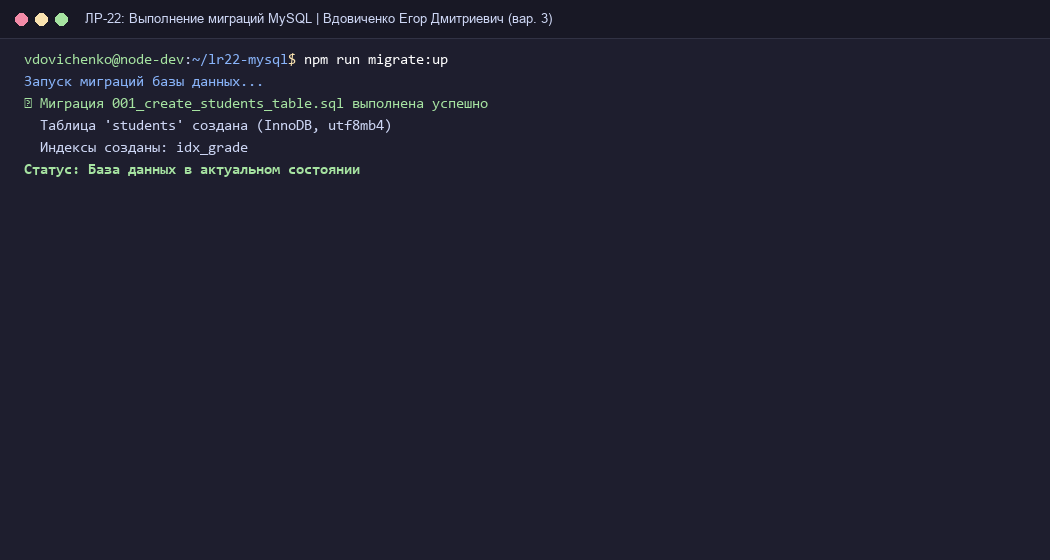 ЛР-22: Выполнение миграций MySQL | Вдовиченко Егор Дмитриевич (вар. 3)
vdovichenko@node-dev:~/lr22-mysql$ npm run migrate:up
Запуск миграций базы данных...
Миграция 001_create_students_table.sql выполнена успешно
Таблица 'students' создана (InnoDB, utf8mb4)
Индексы созданы: idx_grade
Статус: База данных в актуальном состоянии